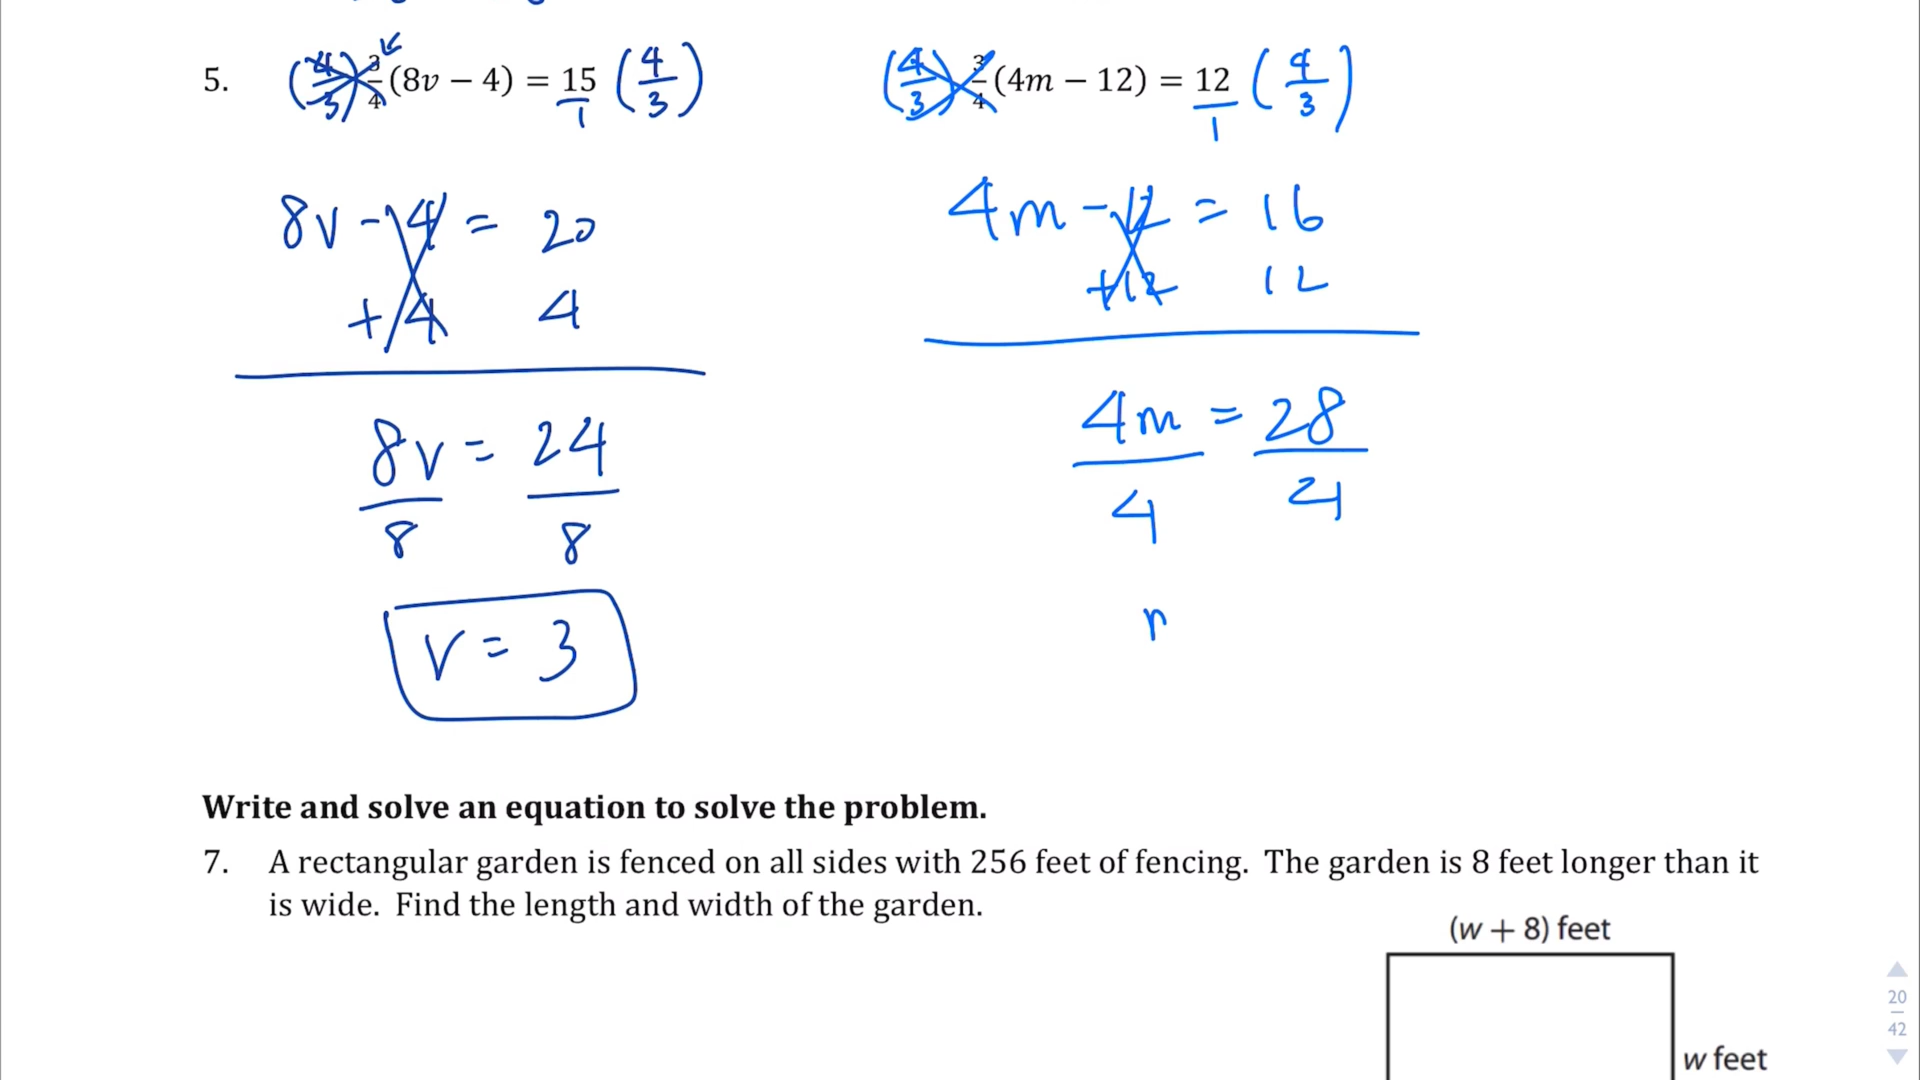 5. (4/3) 3/4 (8v − 4) = 15/1 (4/3)
8v - 4 = 20
+ 4 4
8v = 24
8 8
v = 3
(4/3) 3/4 (4m − 12) = 12/1 (4/3)
4m - 12 = 16
+12 12
4m = 28
4 4
Write and solve an equation to solve the problem.
7. A rectangular garden is fenced on all sides with 256 feet of fencing. The garden is 8 feet longer than it
is wide. Find the length and width of the garden.
(w + 8) feet
w feet
20
42